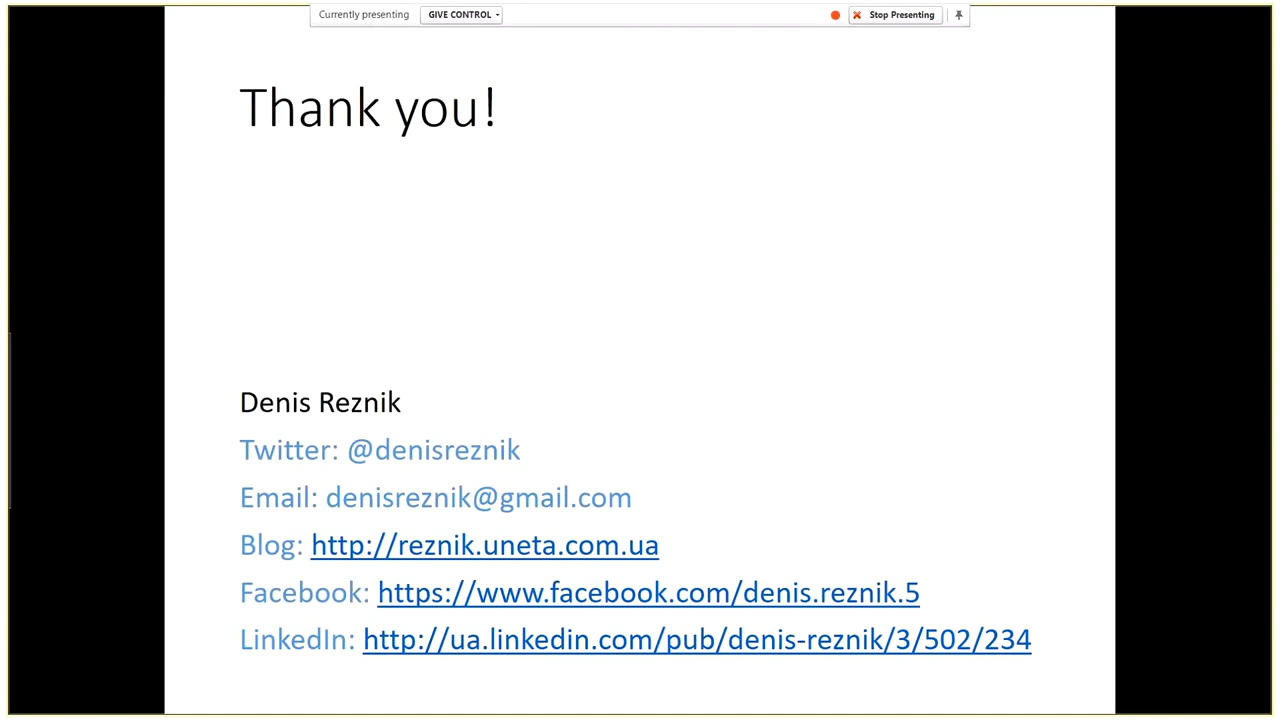 Currently presenting GIVE CONTROL Stop Presenting
Thank you!
Denis Reznik
Twitter: @denisreznik
Email: denisreznik@gmail.com
Blog: http://reznik.uneta.com.ua
Facebook: https://www.facebook.com/denis.reznik.5
LinkedIn: http://ua.linkedin.com/pub/denis-reznik/3/502/234